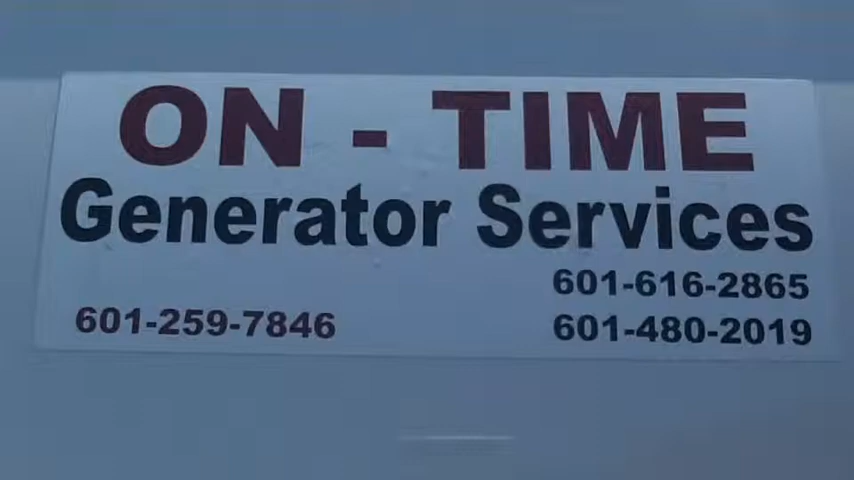 ON - TIME
Generator Services
601-616-2865
601-259-7846
601-480-2019